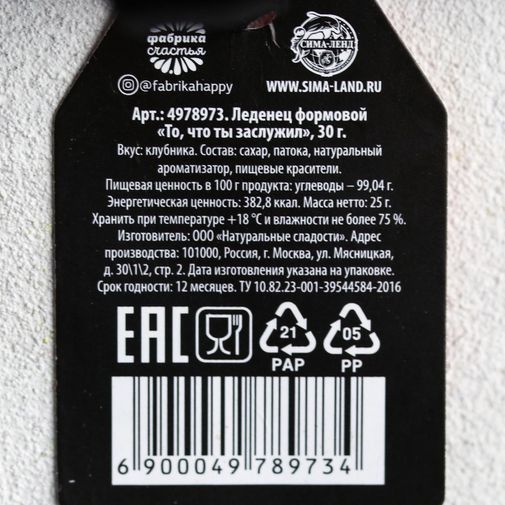 фабрика
счастья
@fabrikahappy
СИМА-ЛЕНД
WWW.SIMA-LAND.RU
Арт.: 4978973. Леденец формовой
«То, что ты заслужил», 30 г.
Вкус: клубника. Состав: сахар, патока, натуральный
ароматизатор, пищевые красители.
Пищевая ценность в 100 г продукта: углеводы – 99,04 г.
Энергетическая ценность: 382,8 ккал. Масса нетто: 25 г.
Хранить при температуре +18 °C и влажности не более 75 %.
Изготовитель: ООО «Натуральные сладости». Адрес
производства: 101000, Россия, г. Москва, ул. Мясницкая,
д. 30\1\2, стр. 2. Дата изготовления указана на упаковке.
Срок годности: 12 месяцев. ТУ 10.82.23-001-39544584-2016
EAC
21
PAP
05
PP
6 900049 789734